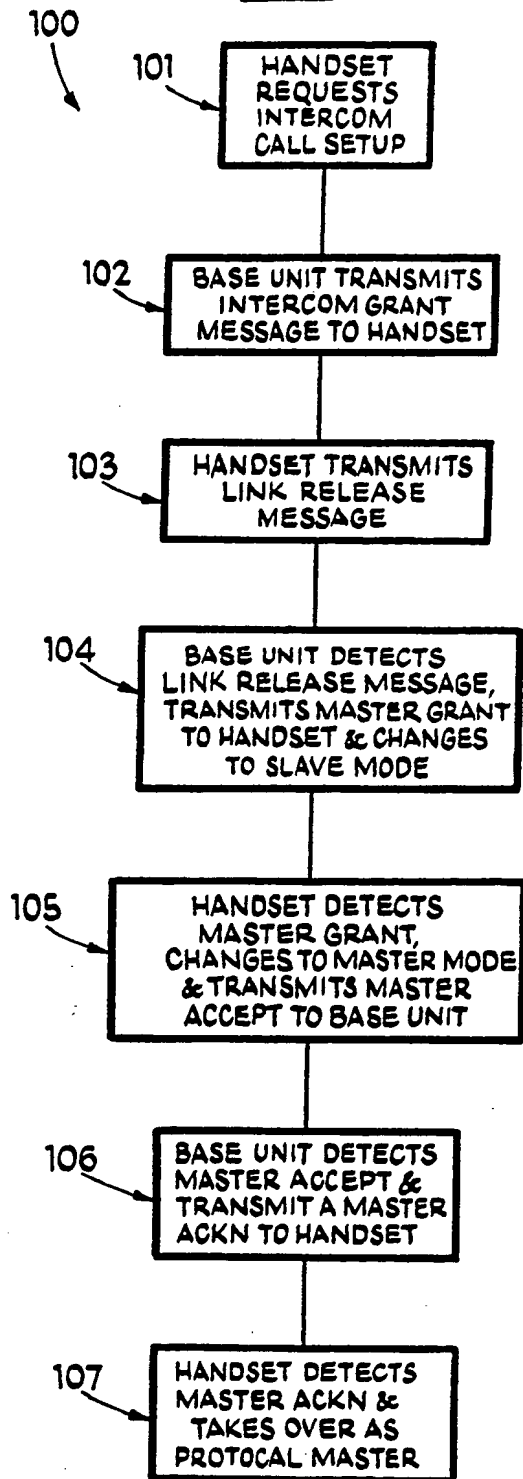 100
101
HANDSET
REQUESTS
INTERCOM
CALL SETUP
102
BASE UNIT TRANSMITS
INTERCOM GRANT
MESSAGE TO HANDSET
103
HANDSET TRANSMITS
LINK RELEASE
MESSAGE
104
BASE UNIT DETECTS
LINK RELEASE MESSAGE,
TRANSMITS MASTER GRANT
TO HANDSET & CHANGES
TO SLAVE MODE
105
HANDSET DETECTS
MASTER GRANT,
CHANGES TO MASTER MODE
& TRANSMITS MASTER
ACCEPT TO BASE UNIT
106
BASE UNIT DETECTS
MASTER ACCEPT &
TRANSMIT A MASTER
ACKN TO HANDSET
107
HANDSET DETECTS
MASTER ACKN &
TAKES OVER AS
PROTOCAL MASTER